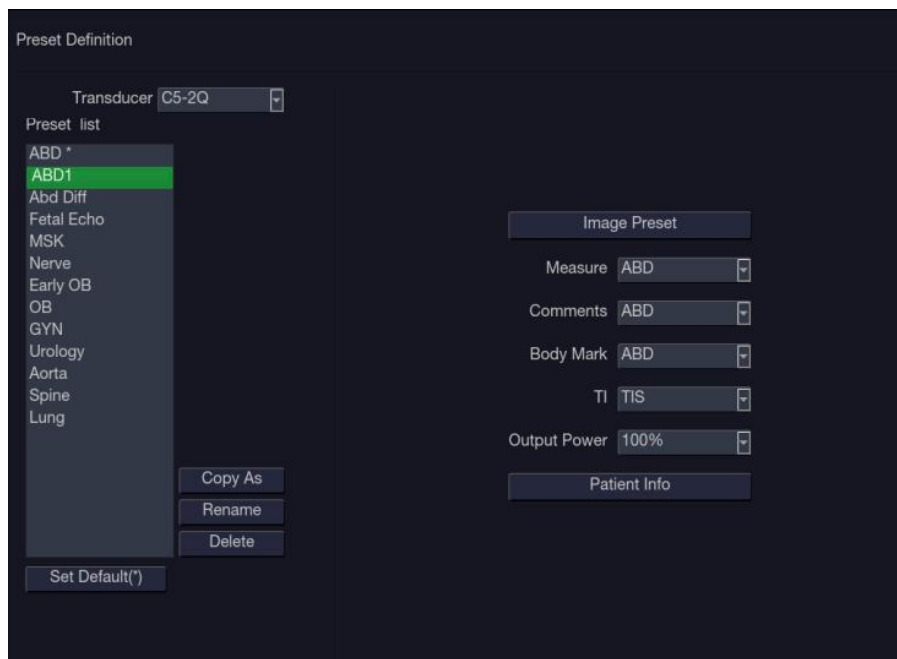 Preset Definition
Transducer C5-2Q
Preset list
ABD *
ABD1
Abd Diff
Fetal Echo
MSK
Nerve
Early OB
OB
GYN
Urology
Aorta
Spine
Lung
Copy As
Rename
Delete
Set Default(*)
Image Preset
Measure ABD
Comments ABD
Body Mark ABD
TI TIS
Output Power 100%
Patient Info